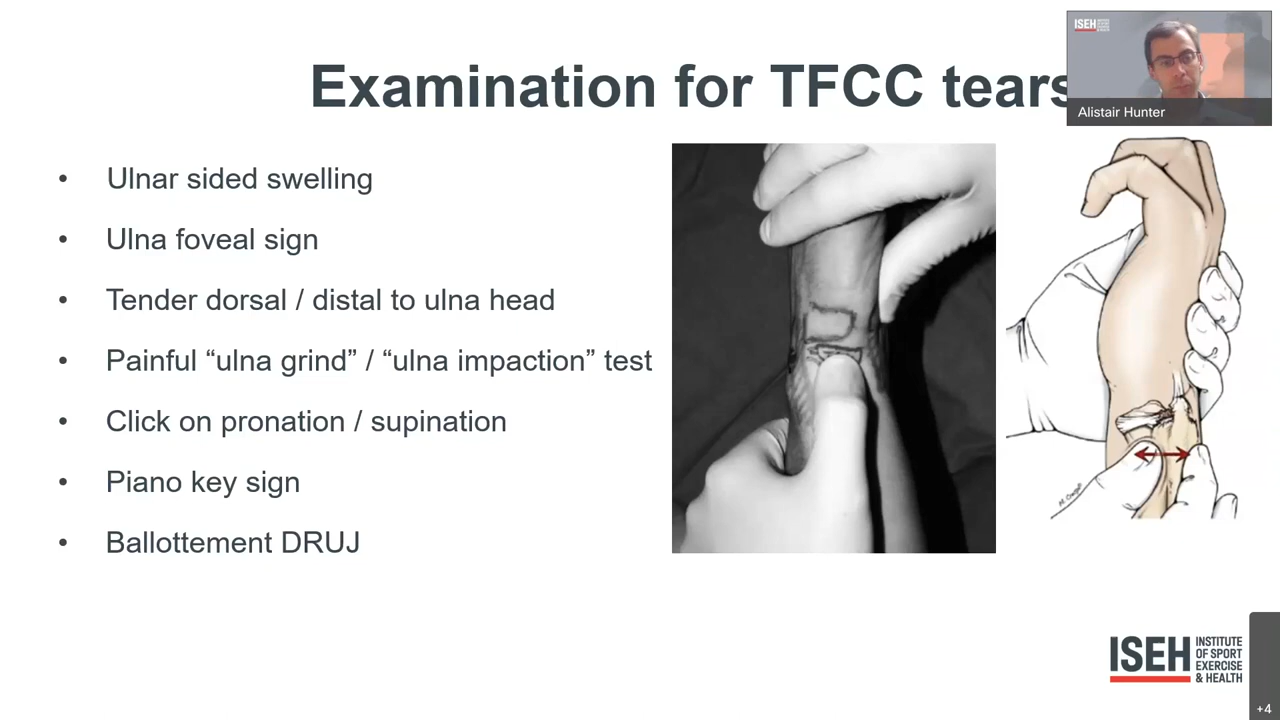 Examination for TFCC tears
ISEH
Alistair Hunter
• Ulnar sided swelling
• Ulna foveal sign
• Tender dorsal / distal to ulna head
• Painful “ulna grind” / “ulna impaction” test
• Click on pronation / supination
• Piano key sign
• Ballottement DRUJ
ISEH
INSTITUTE
OF SPORT
EXERCISE
& HEALTH
+4